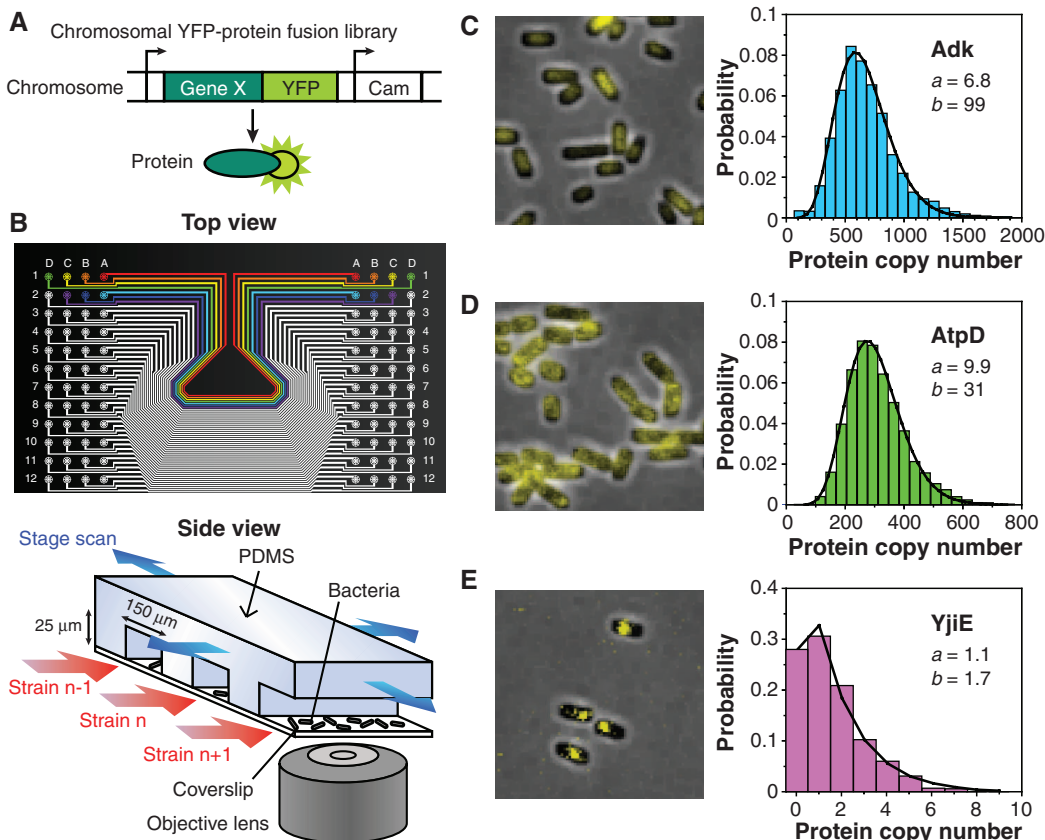 A
Chromosomal YFP-protein fusion library
Chromosome
Gene X
YFP
Cam
Protein
B
Top view
D C B A
A B C D
1 1
2 2
3 3
4 4
5 5
6 6
7 7
8 8
9 9
10 10
11 11
12 12
Side view
Stage scan
PDMS
Bacteria
150 μm
25 μm
Strain n-1
Strain n
Strain n+1
Coverslip
Objective lens
C
Probability
0.1
0.08
0.06
0.04
0.02
0
Adk
a = 6.8
b = 99
500 1000 1500 2000
Protein copy number
D
Probability
0.1
0.08
0.06
0.04
0.02
0
AtpD
a = 9.9
b = 31
0 200 400 600 800
Protein copy number
E
Probability
0.4
0.3
0.2
0.1
0
YjiE
a = 1.1
b = 1.7
0 2 4 6 8 10
Protein copy number